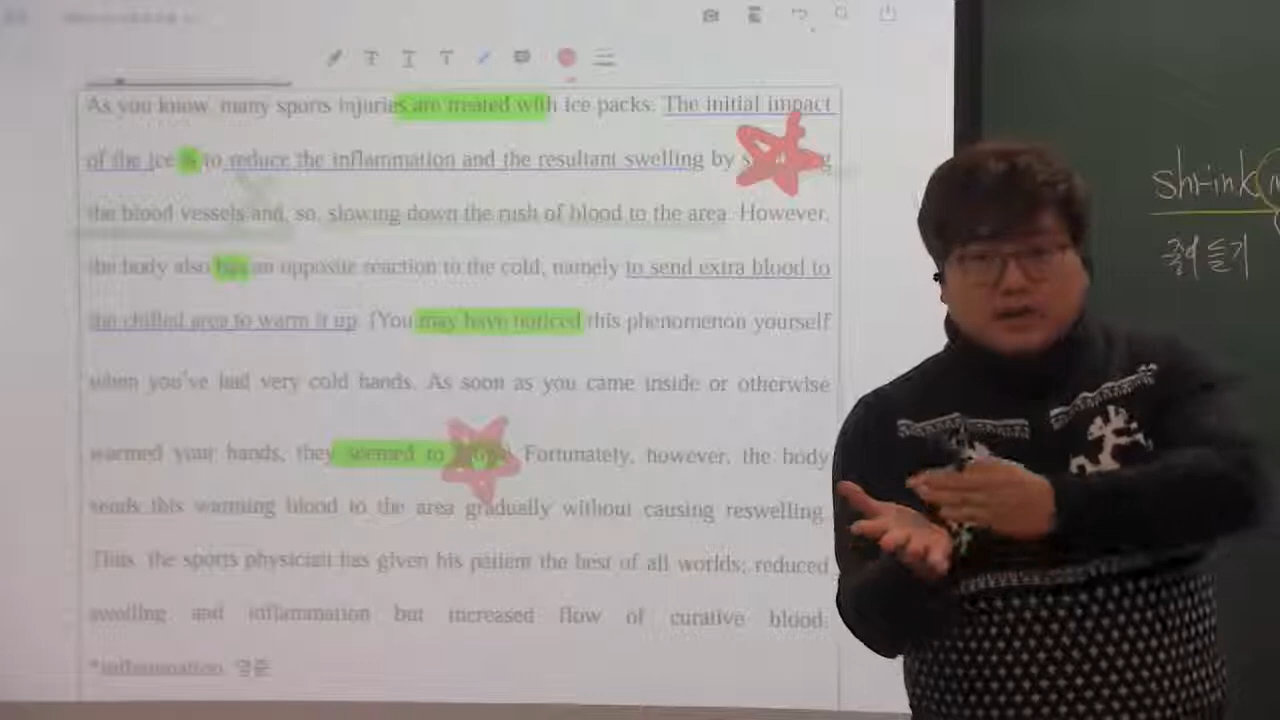 As you know, many sports injuries are treated with ice packs. The initial impact
of the ice is to reduce the inflammation and the resultant swelling by
the blood vessels and, so, slowing down the rush of blood to the area. However,
the body also has an opposite reaction to the cold, namely to send extra blood to
the chilled area to warm it up. (You may have noticed this phenomenon yourself
when you've had very cold hands. As soon as you came inside or otherwise
warmed your hands, they seemed to Fortunately, however, the body
sends this warming blood to the area gradually without causing reswelling.
Thus, the sports physician has given his patient the best of all worlds; reduced
swelling and inflammation but increased flow of curative blood.
*inflammation: 염증
shrink
줄어들기